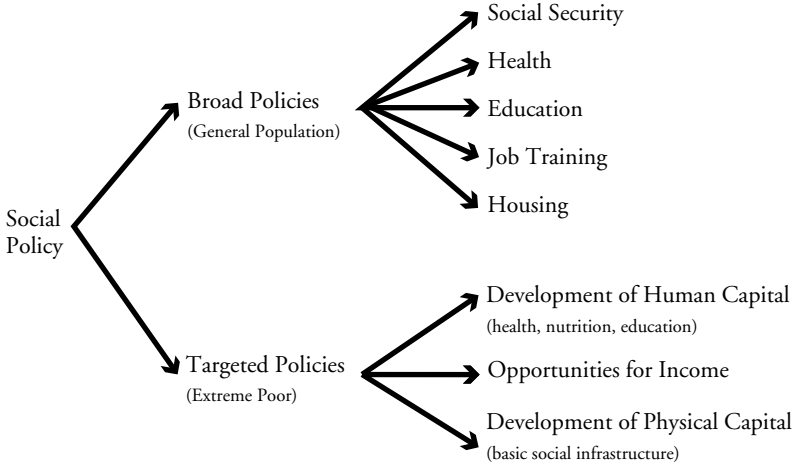 Social
Policy
Broad Policies
(General Population)
Social Security
Health
Education
Job Training
Housing
Targeted Policies
(Extreme Poor)
Development of Human Capital
(health, nutrition, education)
Opportunities for Income
Development of Physical Capital
(basic social infrastructure)